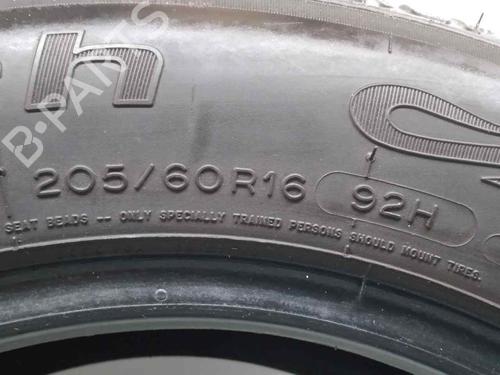 h
B-PARTS
205/60R16 92H
SEAT BEADS -- ONLY SPECIALLY TRAINED PERSONS SHOULD MOUNT TIRES.